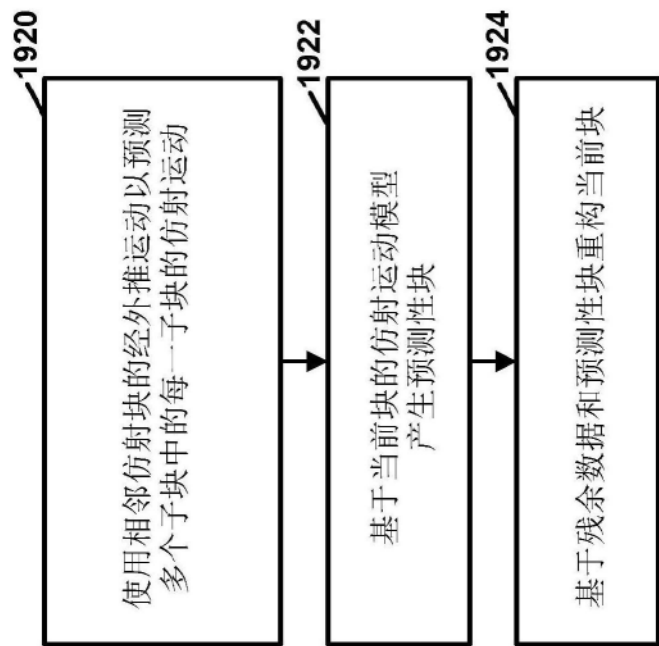 1920
使用相邻仿射块的经外推运动以预测
多个子块中的每一子块的仿射运动
1922
基于当前块的仿射运动模型
产生预测性块
1924
基于残余数据和预测性块重构当前块